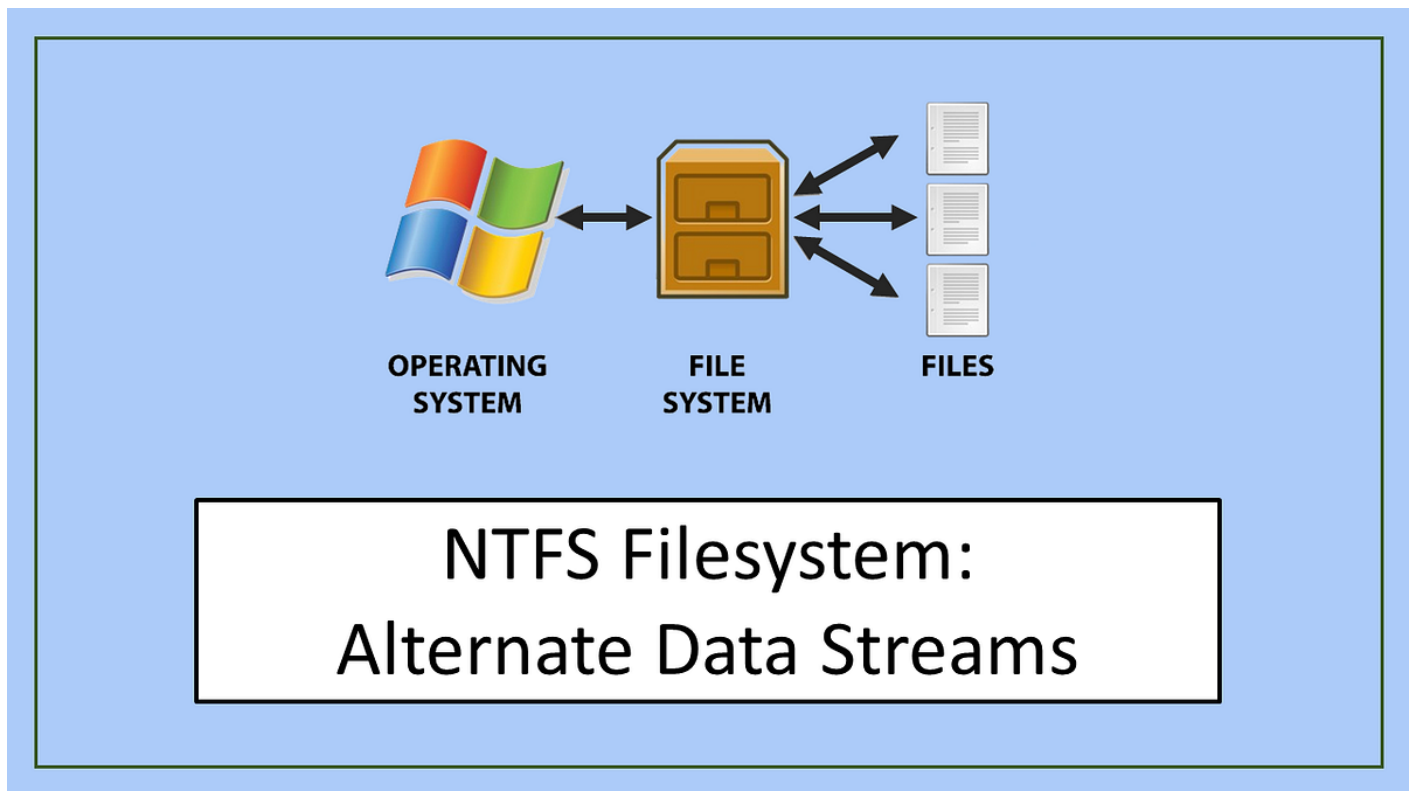 OPERATING
SYSTEM
FILE
SYSTEM
FILES
NTFS Filesystem:
Alternate Data Streams